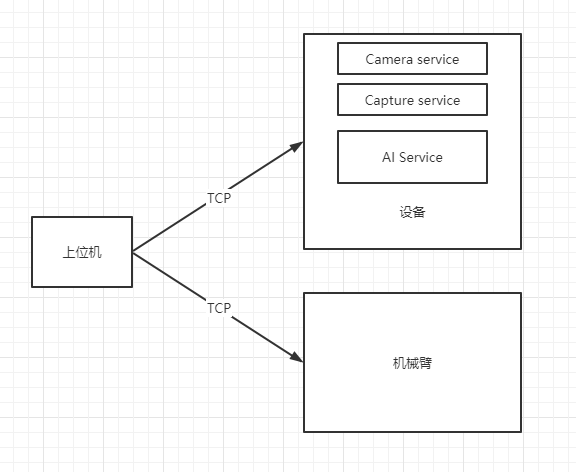 Camera service
Capture service
AI Service
设备
TCP
上位机
TCP
机械臂